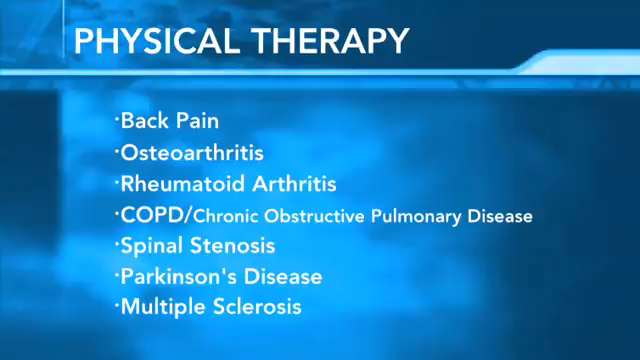 PHYSICAL THERAPY
·Back Pain
·Osteoarthritis
·Rheumatoid Arthritis
·COPD/Chronic Obstructive Pulmonary Disease
·Spinal Stenosis
·Parkinson's Disease
·Multiple Sclerosis